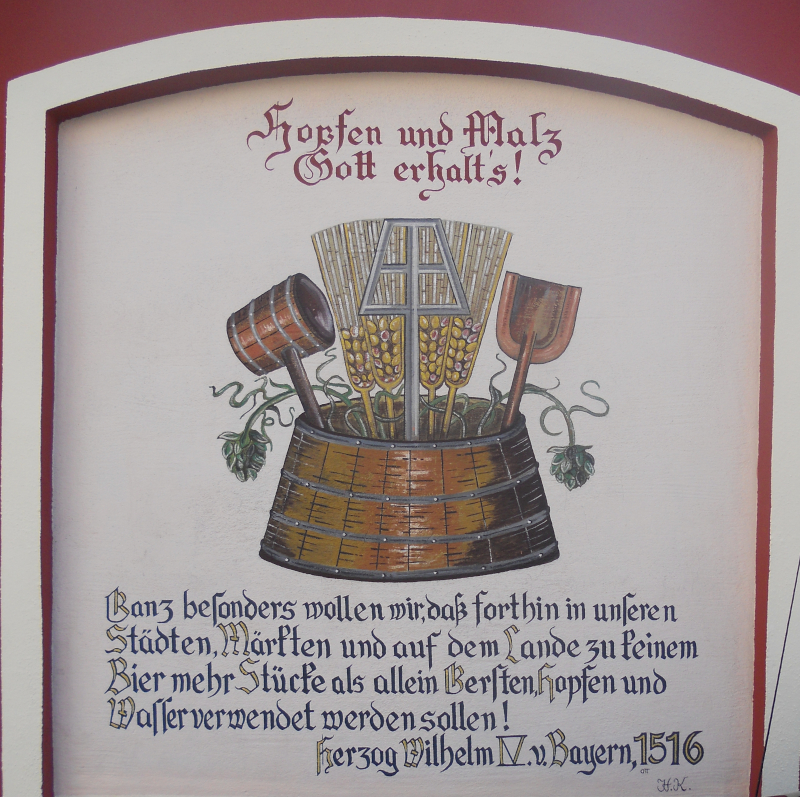 Hopfen und Malz
Gott erhalt's!
Ganz besonders wollen wir, daß forthin in unseren
Städten, Märkten und auf dem Lande zu keinem
Bier mehr Stücke als allein Gersten, Hopfen und
Wasser verwendet werden sollen!
Herzog Wilhelm IV. v. Bayern, 1516
H.K.